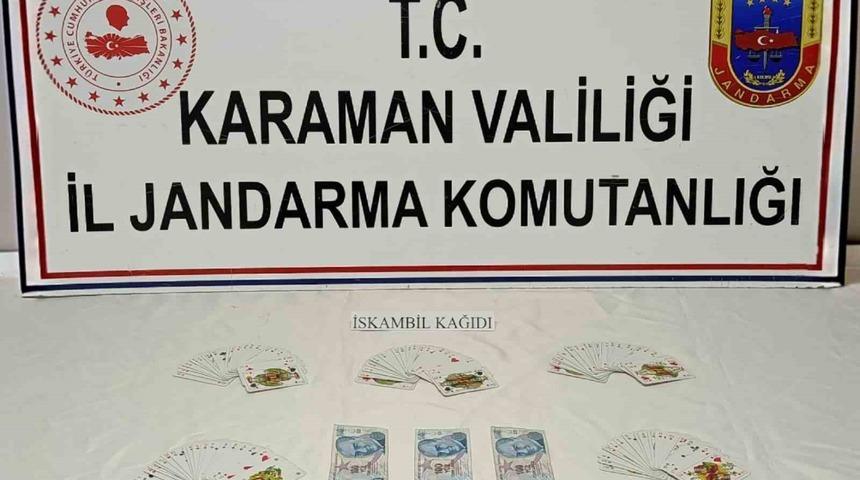 T.C.
KARAMAN VALİLİĞİ
İL JANDARMA KOMUTANLIĞI
JANDARMA
İSKAMBİL KAĞIDI